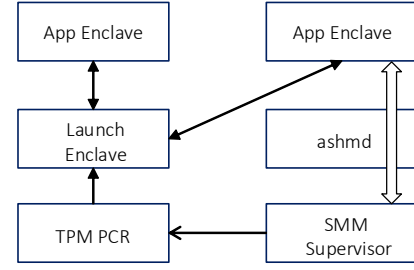 App Enclave
App Enclave
Launch
Enclave
ashmd
TPM PCR
SMM
Supervisor